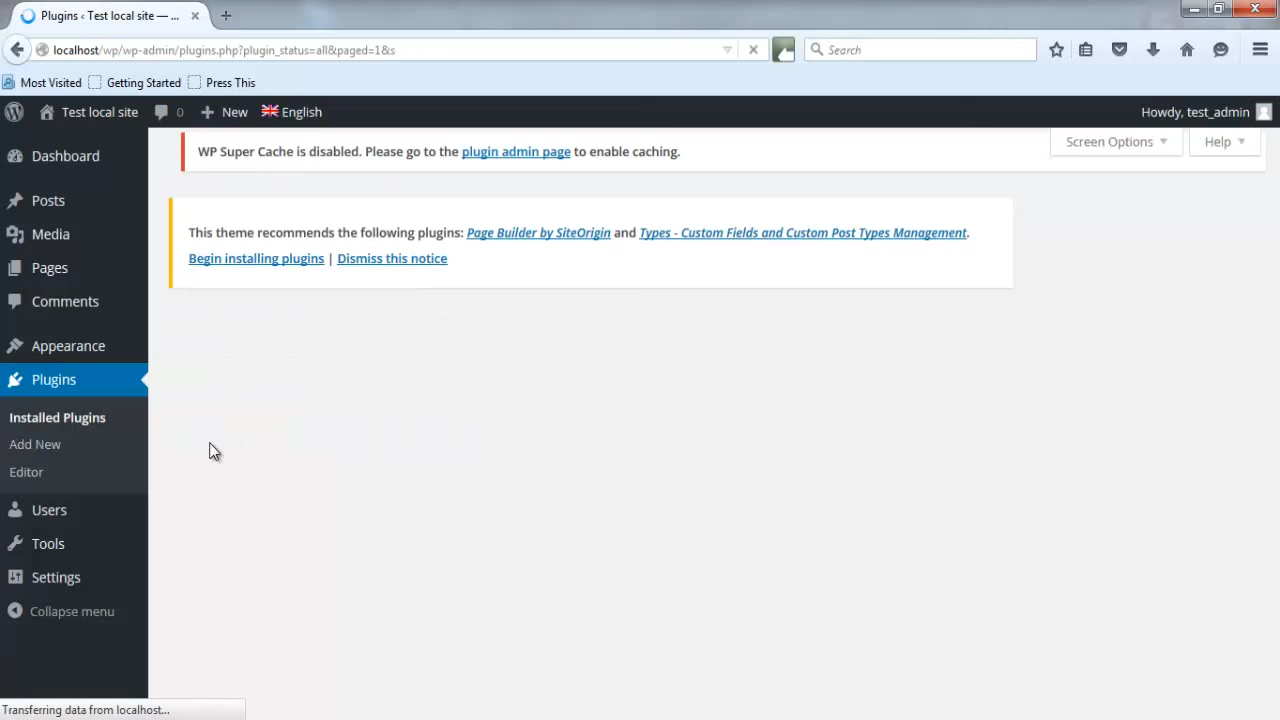 Plugins ‹ Test local site — ...
localhost/wp/wp-admin/plugins.php?plugin_status=all&paged=1&s
Search
Most Visited
Getting Started
Press This
Test local site
0
New
English
Howdy, test_admin
Dashboard
Posts
Media
Pages
Comments
Appearance
Plugins
Installed Plugins
Add New
Editor
Users
Tools
Settings
Collapse menu
WP Super Cache is disabled. Please go to the plugin admin page to enable caching.
Screen Options
Help
This theme recommends the following plugins: Page Builder by SiteOrigin and Types - Custom Fields and Custom Post Types Management.
Begin installing plugins | Dismiss this notice
Transferring data from localhost...